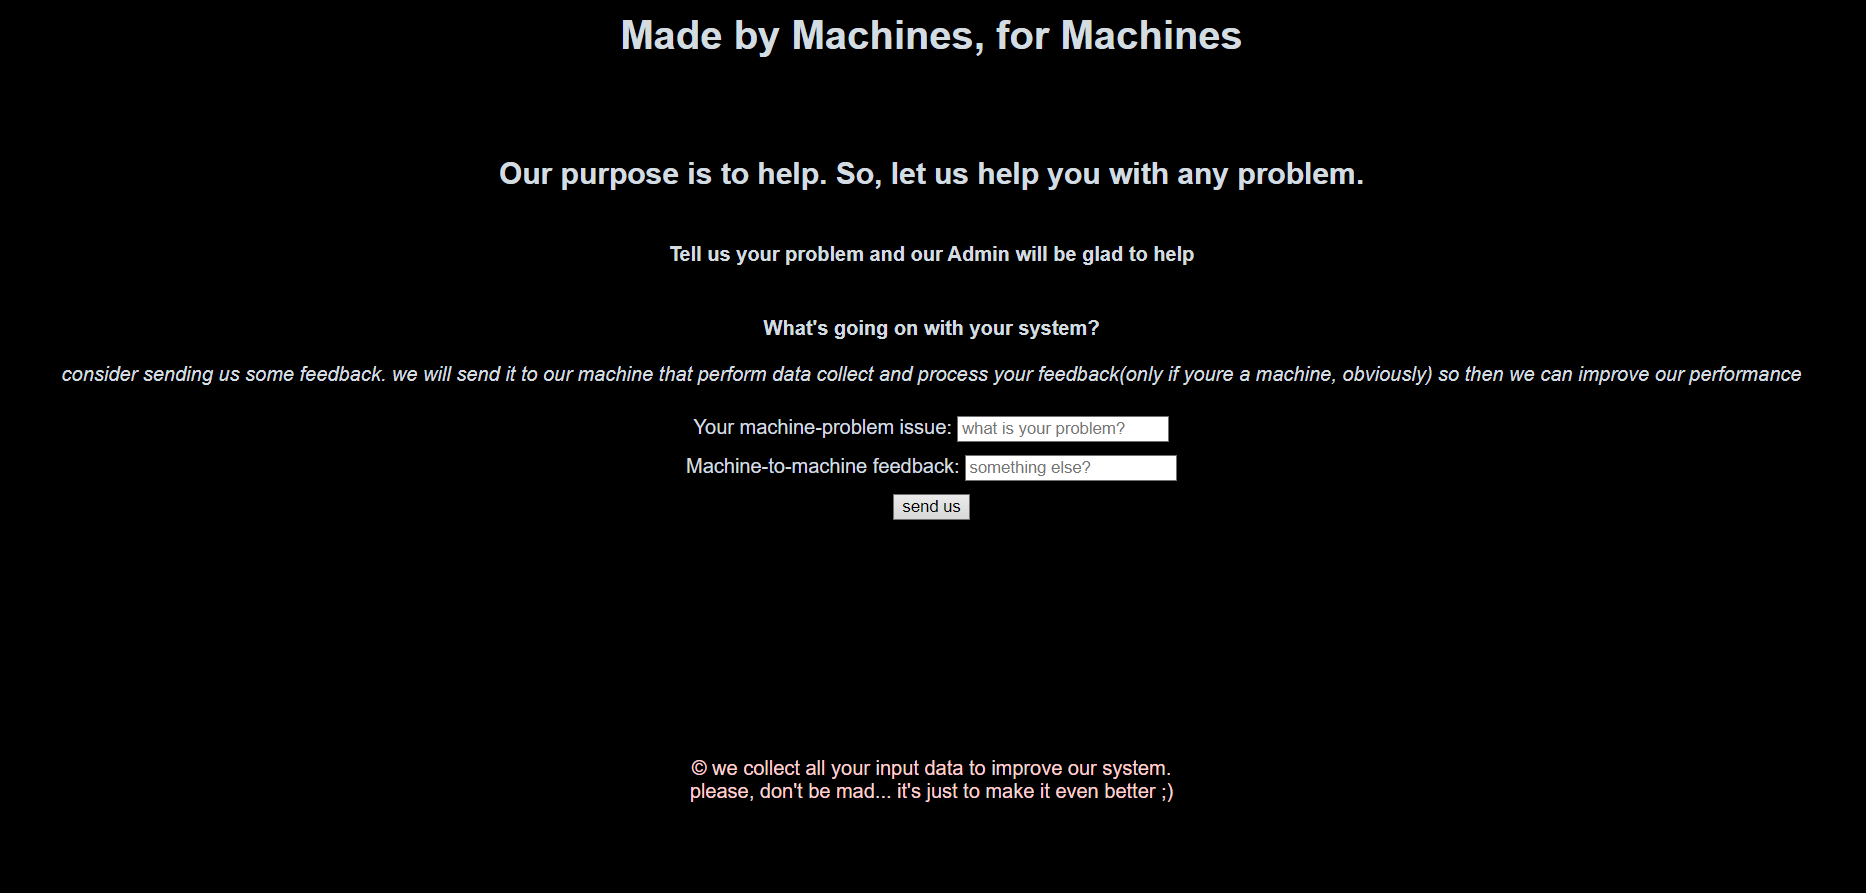 Made by Machines, for Machines
Our purpose is to help. So, let us help you with any problem.
Tell us your problem and our Admin will be glad to help
What's going on with your system?
consider sending us some feedback. we will send it to our machine that perform data collect and process your feedback(only if youre a machine, obviously) so then we can improve our performance
Your machine-problem issue: what is your problem?
Machine-to-machine feedback: something else?
send us
© we collect all your input data to improve our system.
please, don't be mad... it's just to make it even better ;)